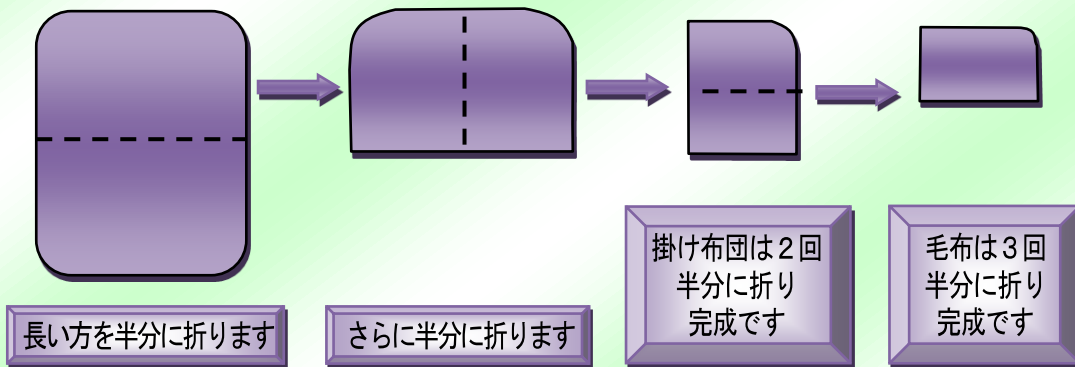 長い方を半分に折ります
さらに半分に折ります
掛け布団は２回
半分に折り
完成です
毛布は３回
半分に折り
完成です